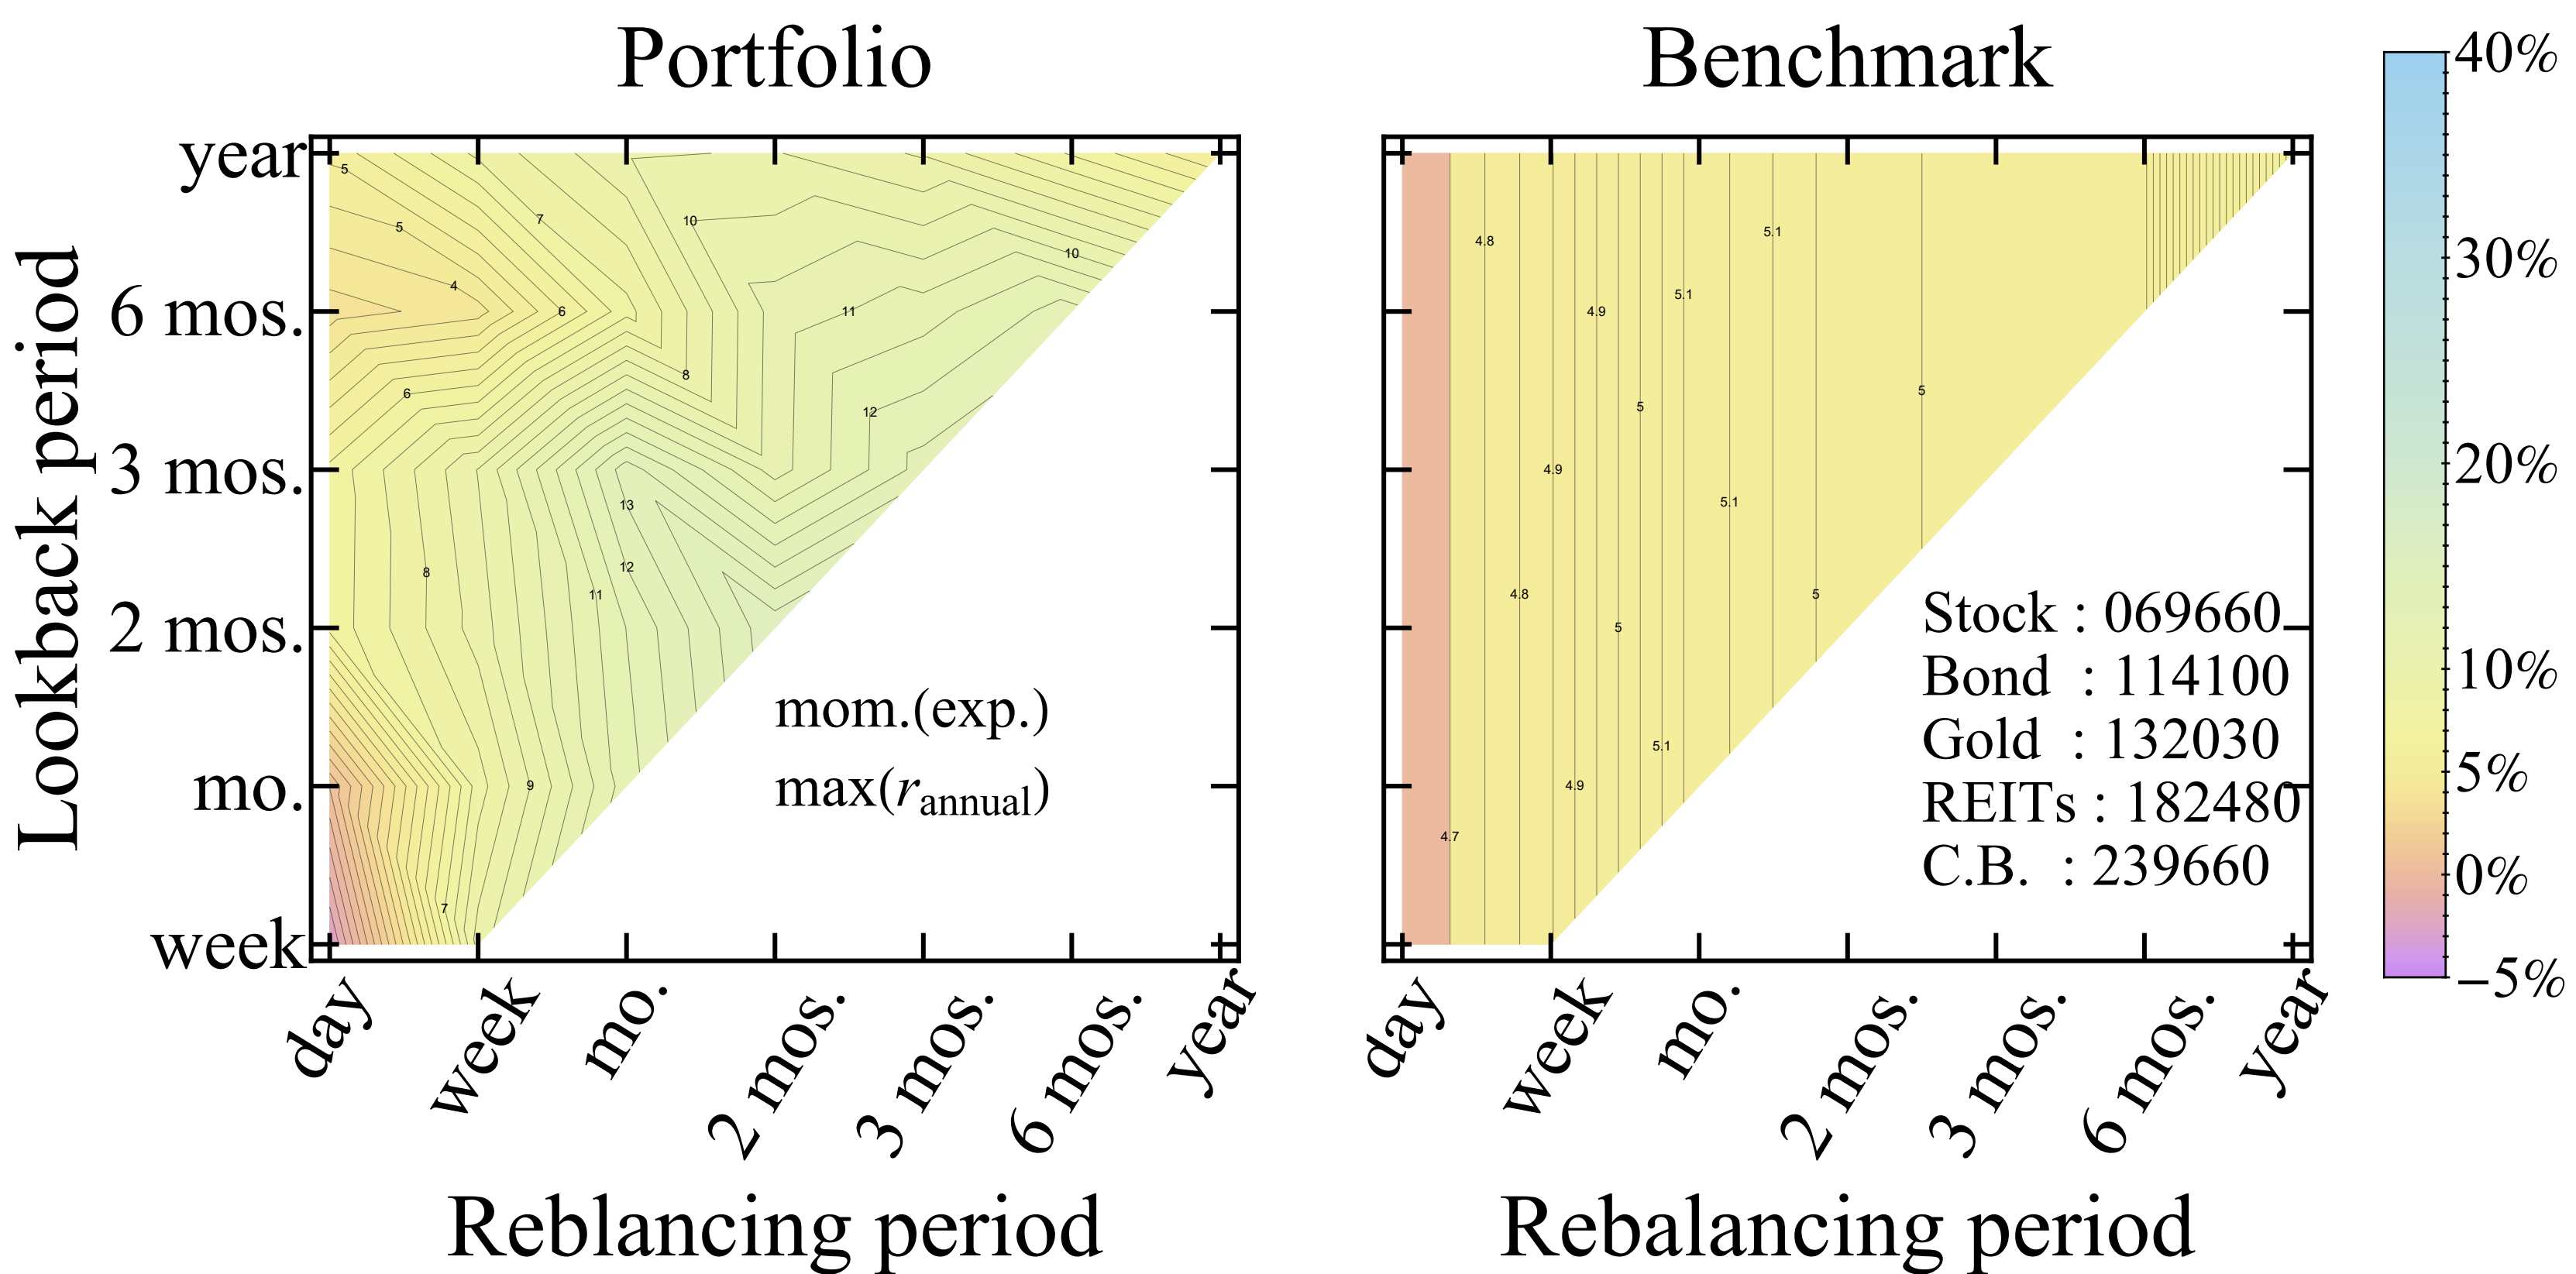 Portfolio
Benchmark
Lookback period
year
6 mos.
3 mos.
2 mos.
mo.
week
5
5
4
7
6
6
8
10
10
11
12
13
12
11
8
9
7
mom.(exp.)
max(r annual)
day
week
mo.
2 mos.
3 mos.
6 mos.
year
Reblancing period
4.8
5.1
5.1
4.9
5
5
4.9
5.1
4.8
5
5
5.1
4.9
4.7
Stock : 069660
Bond : 114100
Gold : 132030
REITs : 182480
C.B. : 239660
day
week
mo.
2 mos.
3 mos.
6 mos.
year
Rebalancing period
40%
30%
20%
10%
5%
0%
−5%